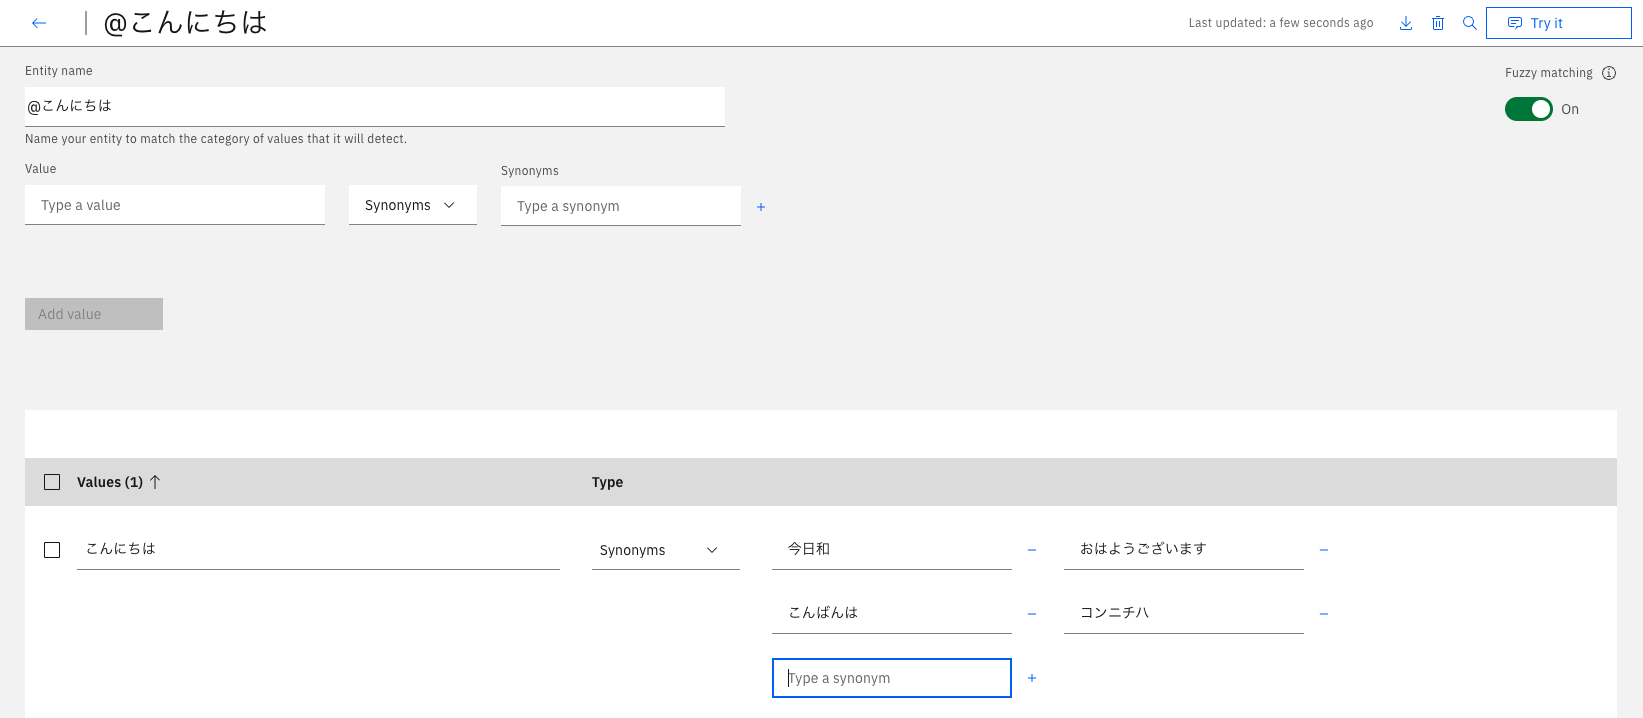 @こんにちは
Last updated: a few seconds ago
Try it
Entity name
Fuzzy matching
@こんにちは
On
Name your entity to match the category of values that it will detect.
Value
Synonyms
Type a value
Synonyms
Type a synonym
Add value
Values (1)
Type
こんにちは
Synonyms
今日和
おはようございます
こんばんは
コンニチハ
Type a synonym